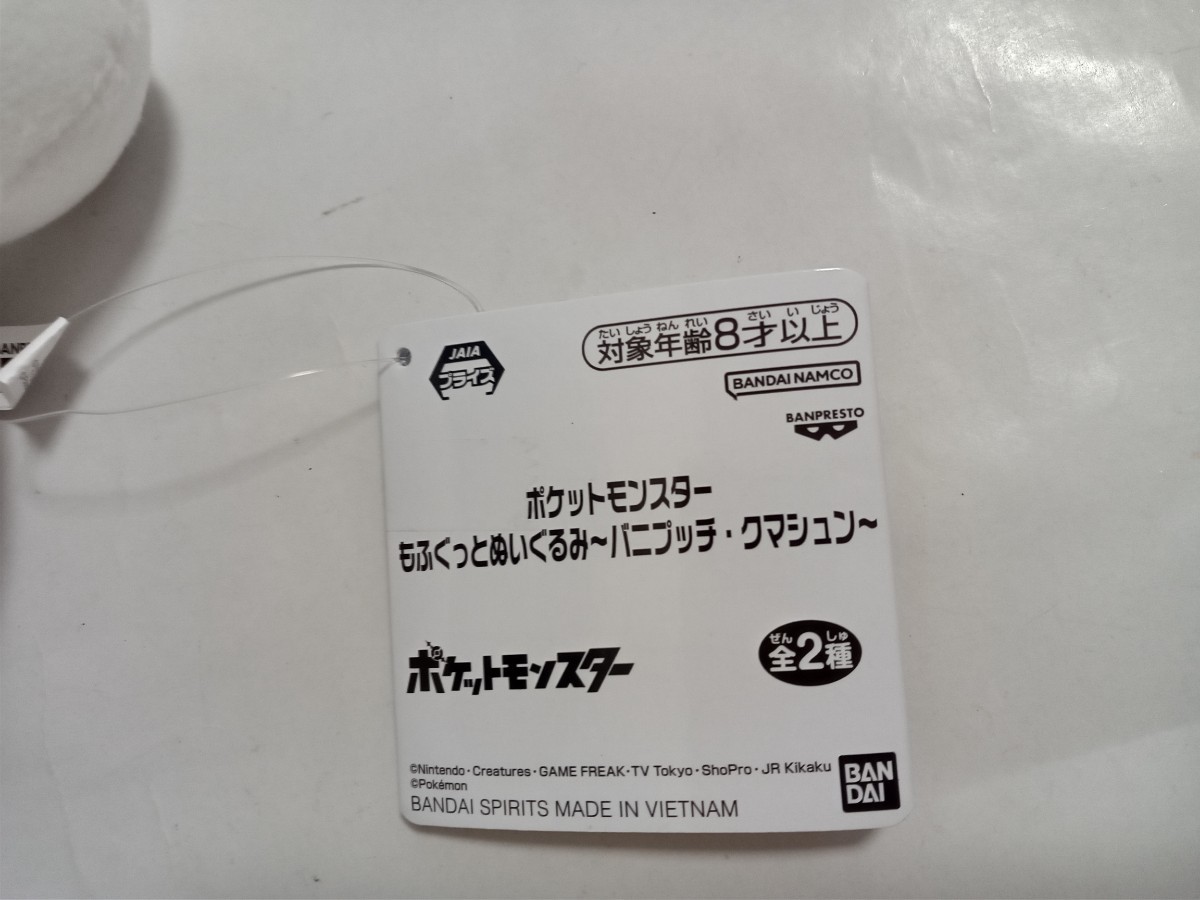 JAIA
プライズ
たいしょうねんれい さい い じょう
対象年齢8才以上
BANDAI NAMCO
BANPRESTO
ポケットモンスター
もふぐっとぬいぐるみ~バニプッチ・クマシュン~
ポケットモンスター
ぜん しゅ
全2種
©Nintendo・Creatures・GAME FREAK・TV Tokyo・ShoPro・JR Kikaku
©Pokémon
BANDAI SPIRITS MADE IN VIETNAM
BAN
DAI